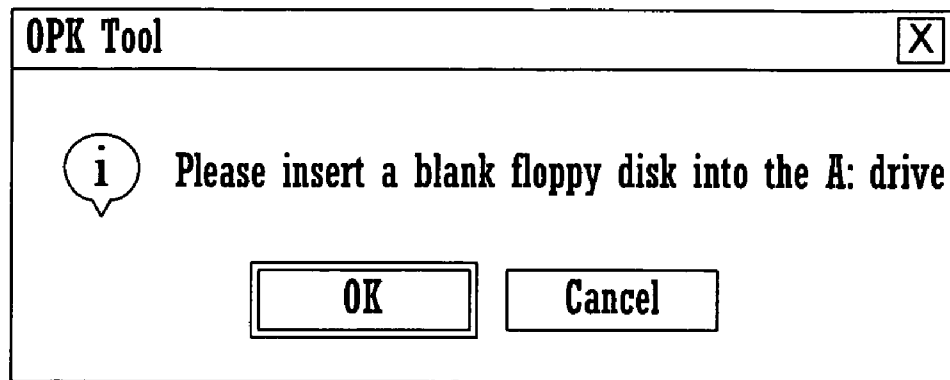 OPK Tool X
i Please insert a blank floppy disk into the A: drive
OK Cancel